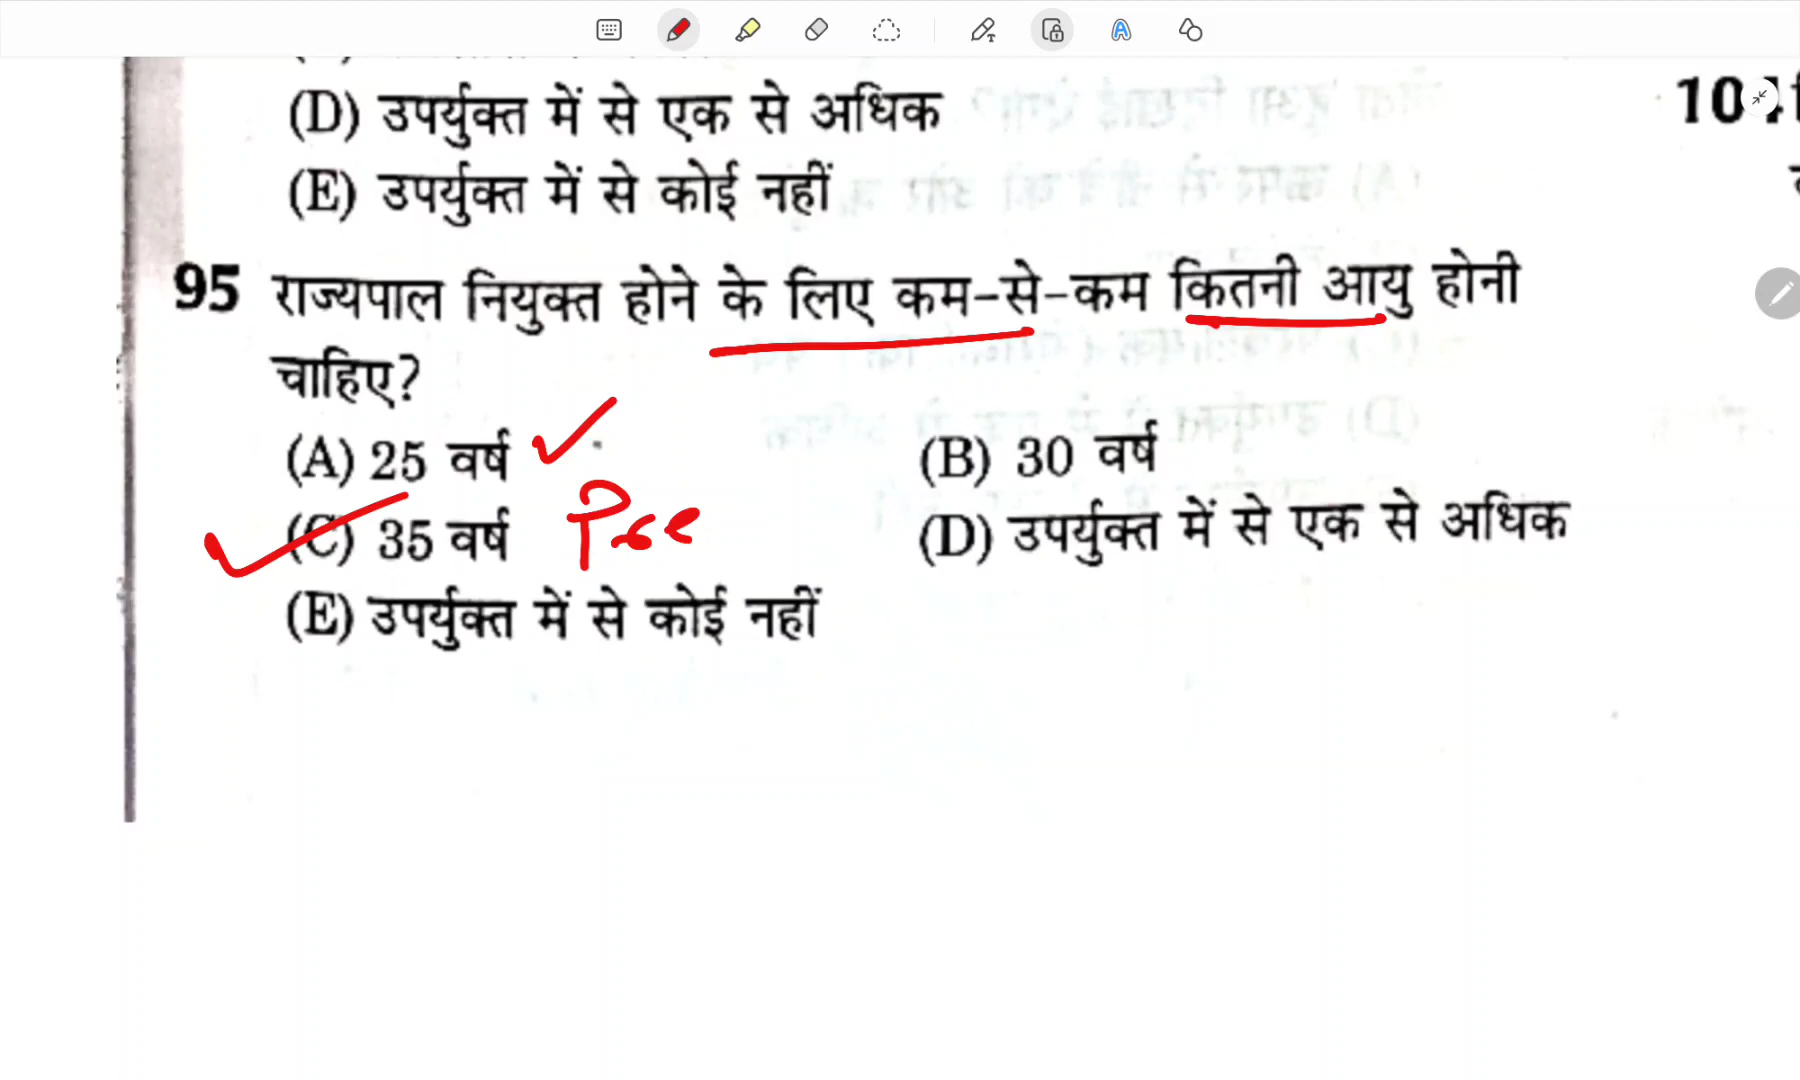 (D) उपर्युक्त में से एक से अधिक
(E) उपर्युक्त में से कोई नहीं
95 राज्यपाल नियुक्त होने के लिए कम-से-कम कितनी आयु होनी
चाहिए?
(A) 25 वर्ष
(B) 30 वर्ष
(C) 35 वर्ष
(D) उपर्युक्त में से एक से अधिक
(E) उपर्युक्त में से कोई नहीं